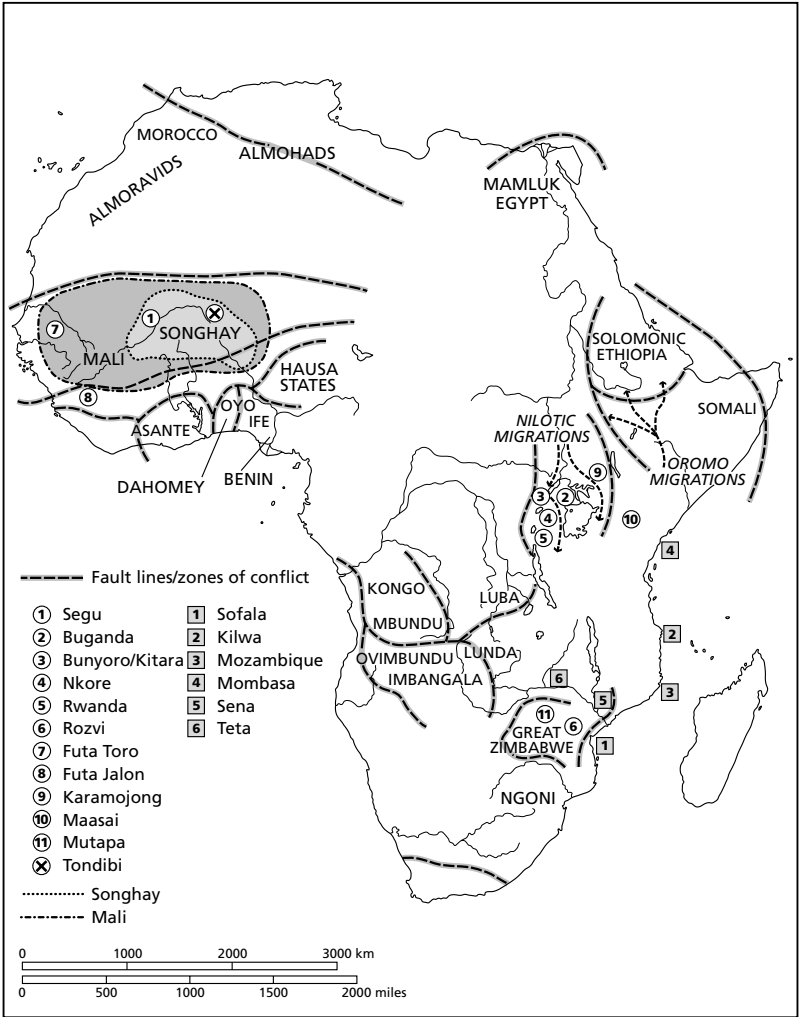 MOROCCO
ALMOHADS
ALMORAVIDS
MAMLUK
EGYPT
7
1
SONGHAY
MALI
8
HAUSA
STATES
OYO
IFE
ASANTE
DAHOMEY
BENIN
SOLOMONIC
ETHIOPIA
SOMALI
NILOTIC
MIGRATIONS
OROMO
MIGRATIONS
9
3
2
4
5
10
4
2
3
KONGO
MBUNDU
LUBA
OVIMBUNDU
LUNDA
IMBANGALA
6
5
11
6
GREAT
ZIMBABWE
1
NGONI
Fault lines/zones of conflict
1 Segu
2 Buganda
3 Bunyoro/Kitara
4 Nkore
5 Rwanda
6 Rozvi
7 Futa Toro
8 Futa Jalon
9 Karamojong
10 Maasai
11 Mutapa
Tondibi
1 Sofala
2 Kilwa
3 Mozambique
4 Mombasa
5 Sena
6 Teta
Songhay
Mali
0 1000 2000 3000 km
0 500 1000 1500 2000 miles